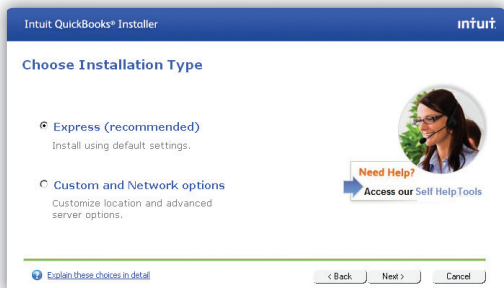 Intuit QuickBooks® Installer
intuit.
Choose Installation Type
Express (recommended)
Install using default settings.
Custom and Network options
Customize location and advanced
server options.
Need Help?
Access our Self Help Tools
Explain these choices in detail
< Back
Next >
Cancel